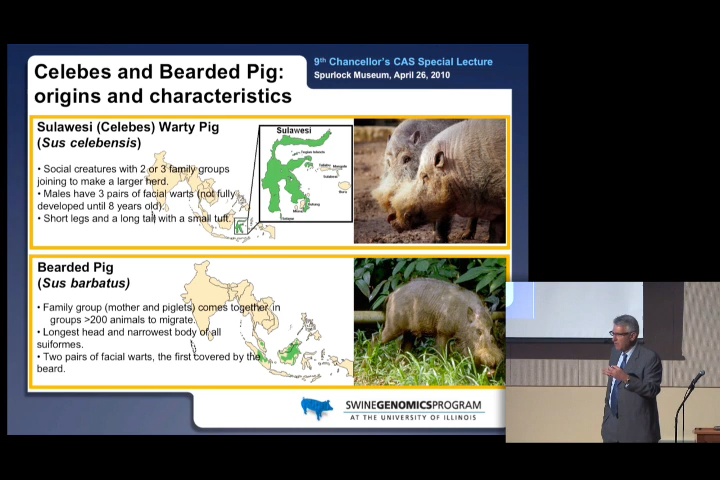 9th Chancellor's CAS Special Lecture
Spurlock Museum, April 26, 2010
Celebes and Bearded Pig:
origins and characteristics
Sulawesi (Celebes) Warty Pig
(Sus celebensis)
• Social creatures with 2 or 3 family groups
joining to make a larger herd.
• Males have 3 pairs of facial warts (not fully
developed until 8 years old).
• Short legs and a long tail with a small tuft.
Sulawesi
Bearded Pig
(Sus barbatus)
• Family group (mother and piglets) comes together in
groups >200 animals to migrate.
• Longest head and narrowest body of all
suiformes.
• Two pairs of facial warts, the first covered by the
beard.
SWINEGENOMICSPROGRAM
AT THE UNIVERSITY OF ILLINOIS